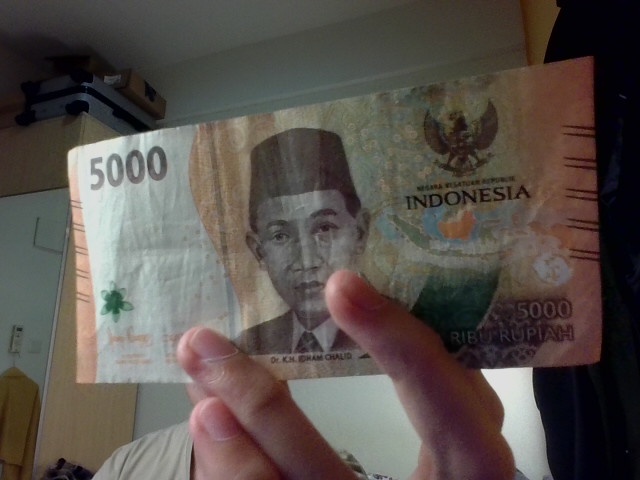 5000
NEGARA KESATUAN REPUBLIK
INDONESIA
5000
RIBU RUPIAH
Dr. K.H. IDHAM CHALID